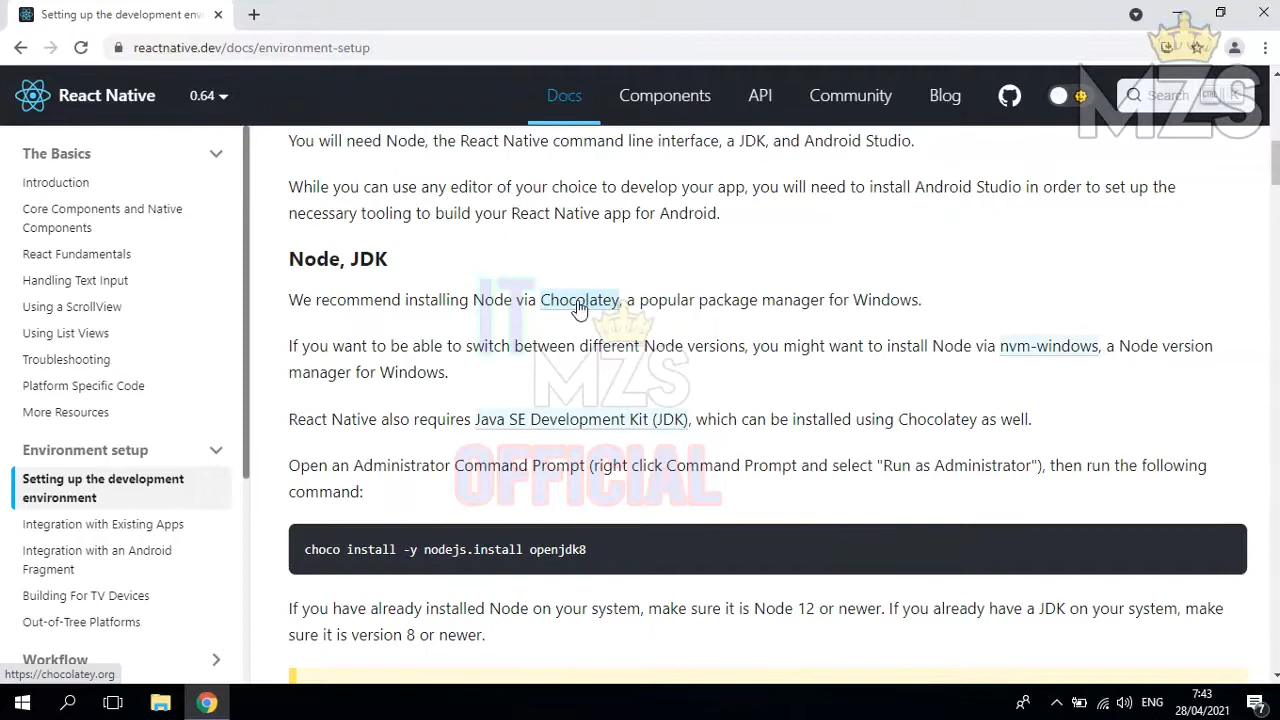 Setting up the development envi
reactnative.dev/docs/environment-setup
React Native
0.64
Docs
Components
API
Community
Blog
Search
Ctrl
K
MZS
The Basics
Introduction
Core Components and Native
Components
React Fundamentals
Handling Text Input
Using a ScrollView
Using List Views
Troubleshooting
Platform Specific Code
More Resources
Environment setup
Setting up the development
environment
Integration with Existing Apps
Integration with an Android
Fragment
Building For TV Devices
Out-of-Tree Platforms
Workflow
https://chocolatey.org
You will need Node, the React Native command line interface, a JDK, and Android Studio.
While you can use any editor of your choice to develop your app, you will need to install Android Studio in order to set up the
necessary tooling to build your React Native app for Android.
Node, JDK
We recommend installing Node via Chocolatey, a popular package manager for Windows.
If you want to be able to switch between different Node versions, you might want to install Node via nvm-windows, a Node version
manager for Windows.
React Native also requires Java SE Development Kit (JDK), which can be installed using Chocolatey as well.
Open an Administrator Command Prompt (right click Command Prompt and select "Run as Administrator"), then run the following
command:
choco install -y nodejs.install openjdk8
If you have already installed Node on your system, make sure it is Node 12 or newer. If you already have a JDK on your system, make
sure it is version 8 or newer.
IT
MZS
OFFICIAL
ENG
7:43
28/04/2021
7